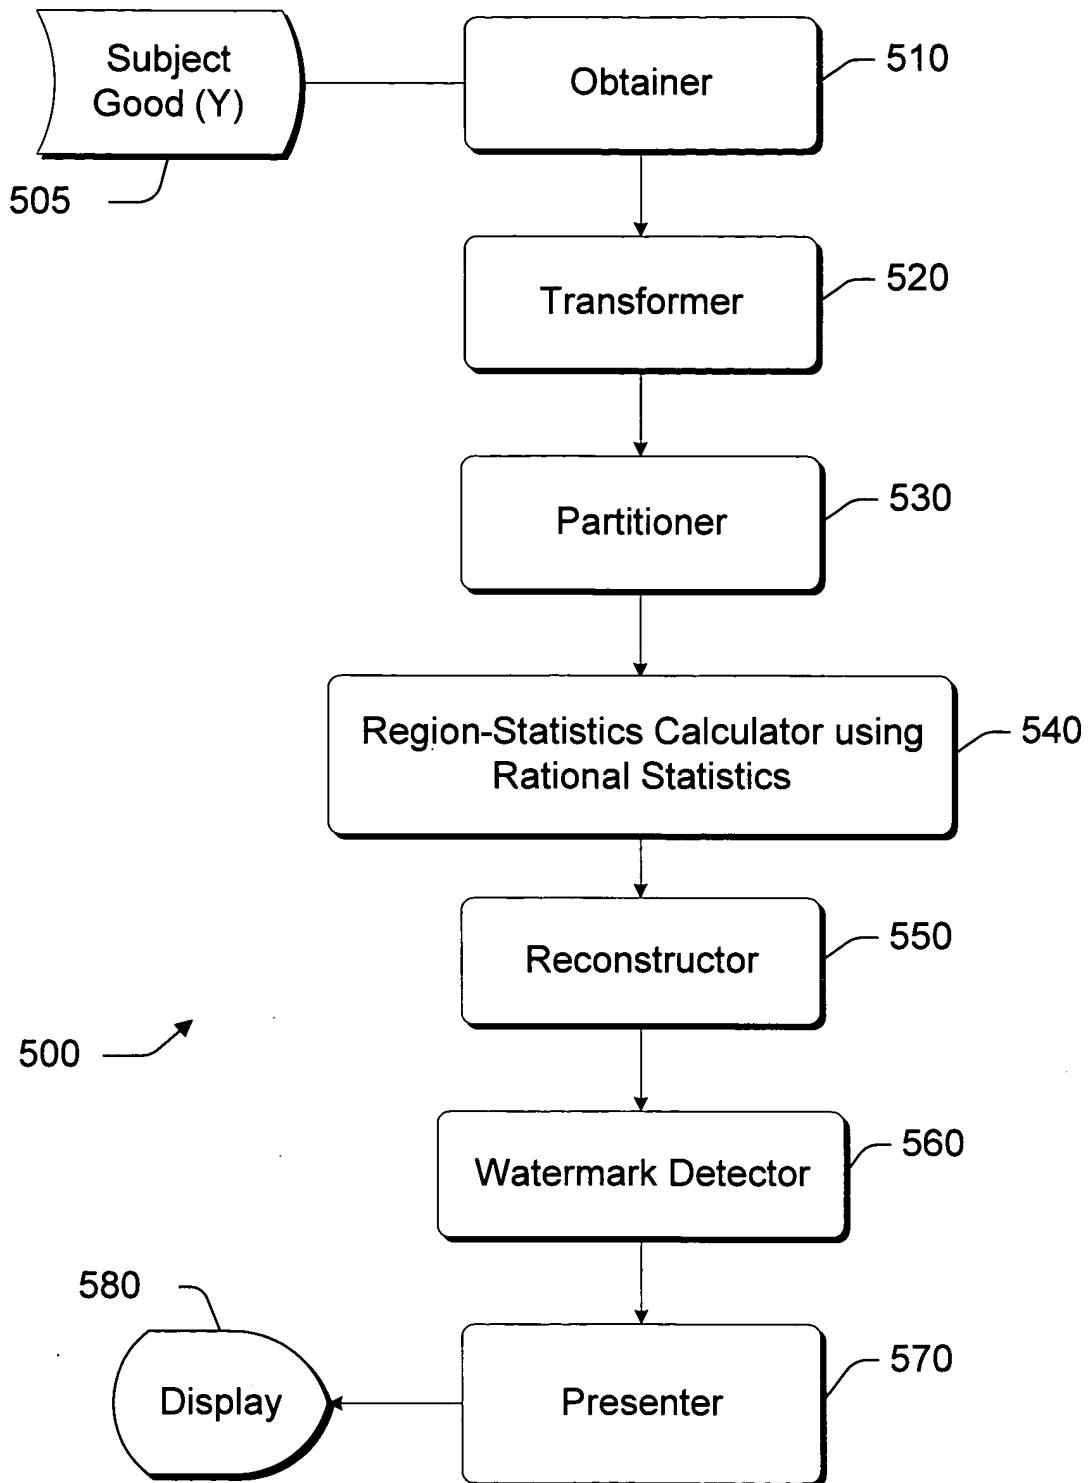 Subject
Good (Y)
505
Obtainer
510
Transformer
520
Partitioner
530
Region-Statistics Calculator using
Rational Statistics
540
Reconstructor
550
500
Watermark Detector
560
580
Display
Presenter
570